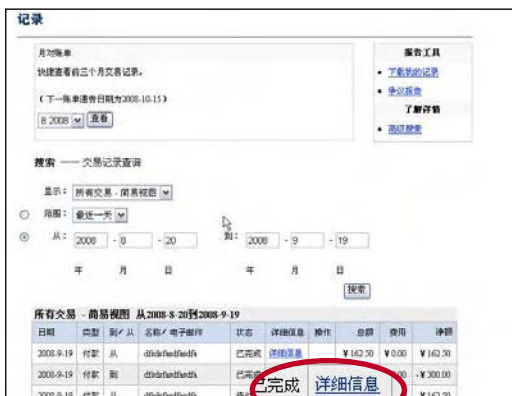 记录
月对账单
快捷查看前三个月交易记录。
(下一账单通告日期为2008-10-15)
8 2008 查看
报告工具
下载我的记录
争议报告
了解详情
高级搜索
搜索 —— 交易记录查询
显示: 所有交易 - 简易视图
范围: 最近一天
从: 2008 - 8 - 20 到: 2008 - 9 - 19
年 月 日 年 月 日
搜索
所有交易 - 简易视图 从2008-8-20到2008-9-19
日期 类型 到/从 名称/电子邮件 状态 详细信息 操作 总额 费用 净额
2008-9-19 付款 从 已完成 详细信息 ¥162.50 ¥0.00 ¥162.50
2008-9-19 付款 到 已完成 -¥300.00
2008-9-19 付款 从 ¥162.50
已完成 详细信息